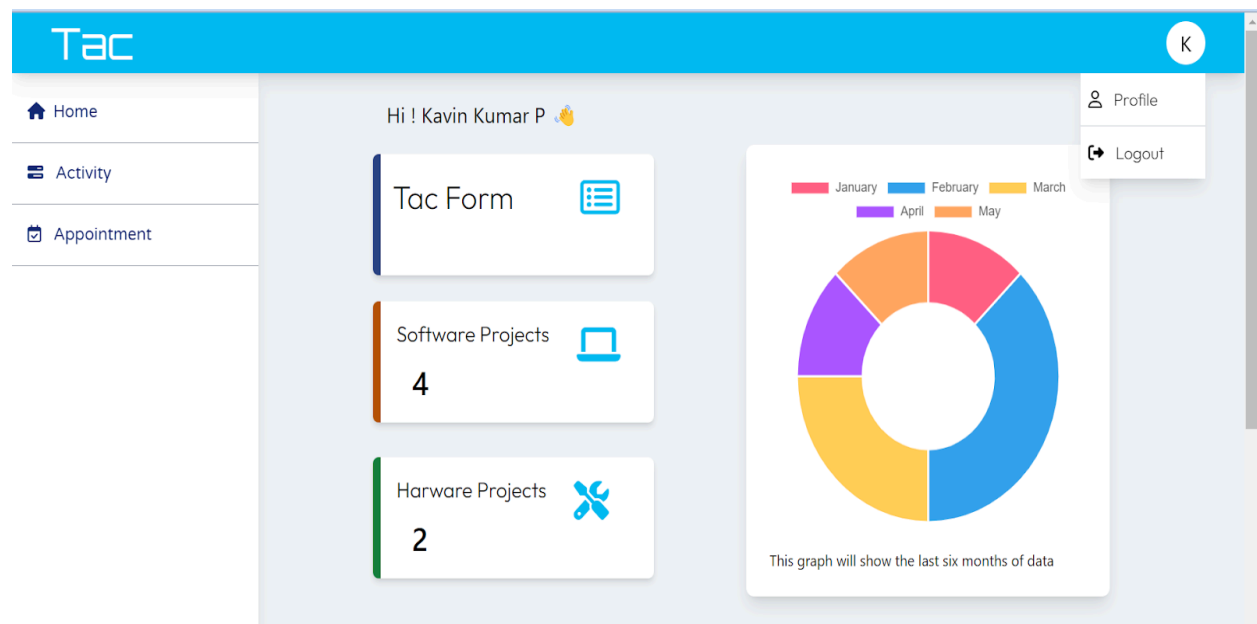 Tac
K
Profile
Logout
Home
Activity
Appointment
Hi ! Kavin Kumar P 👋
Tac Form
Software Projects
4
Harware Projects
2
January February March
April May
This graph will show the last six months of data